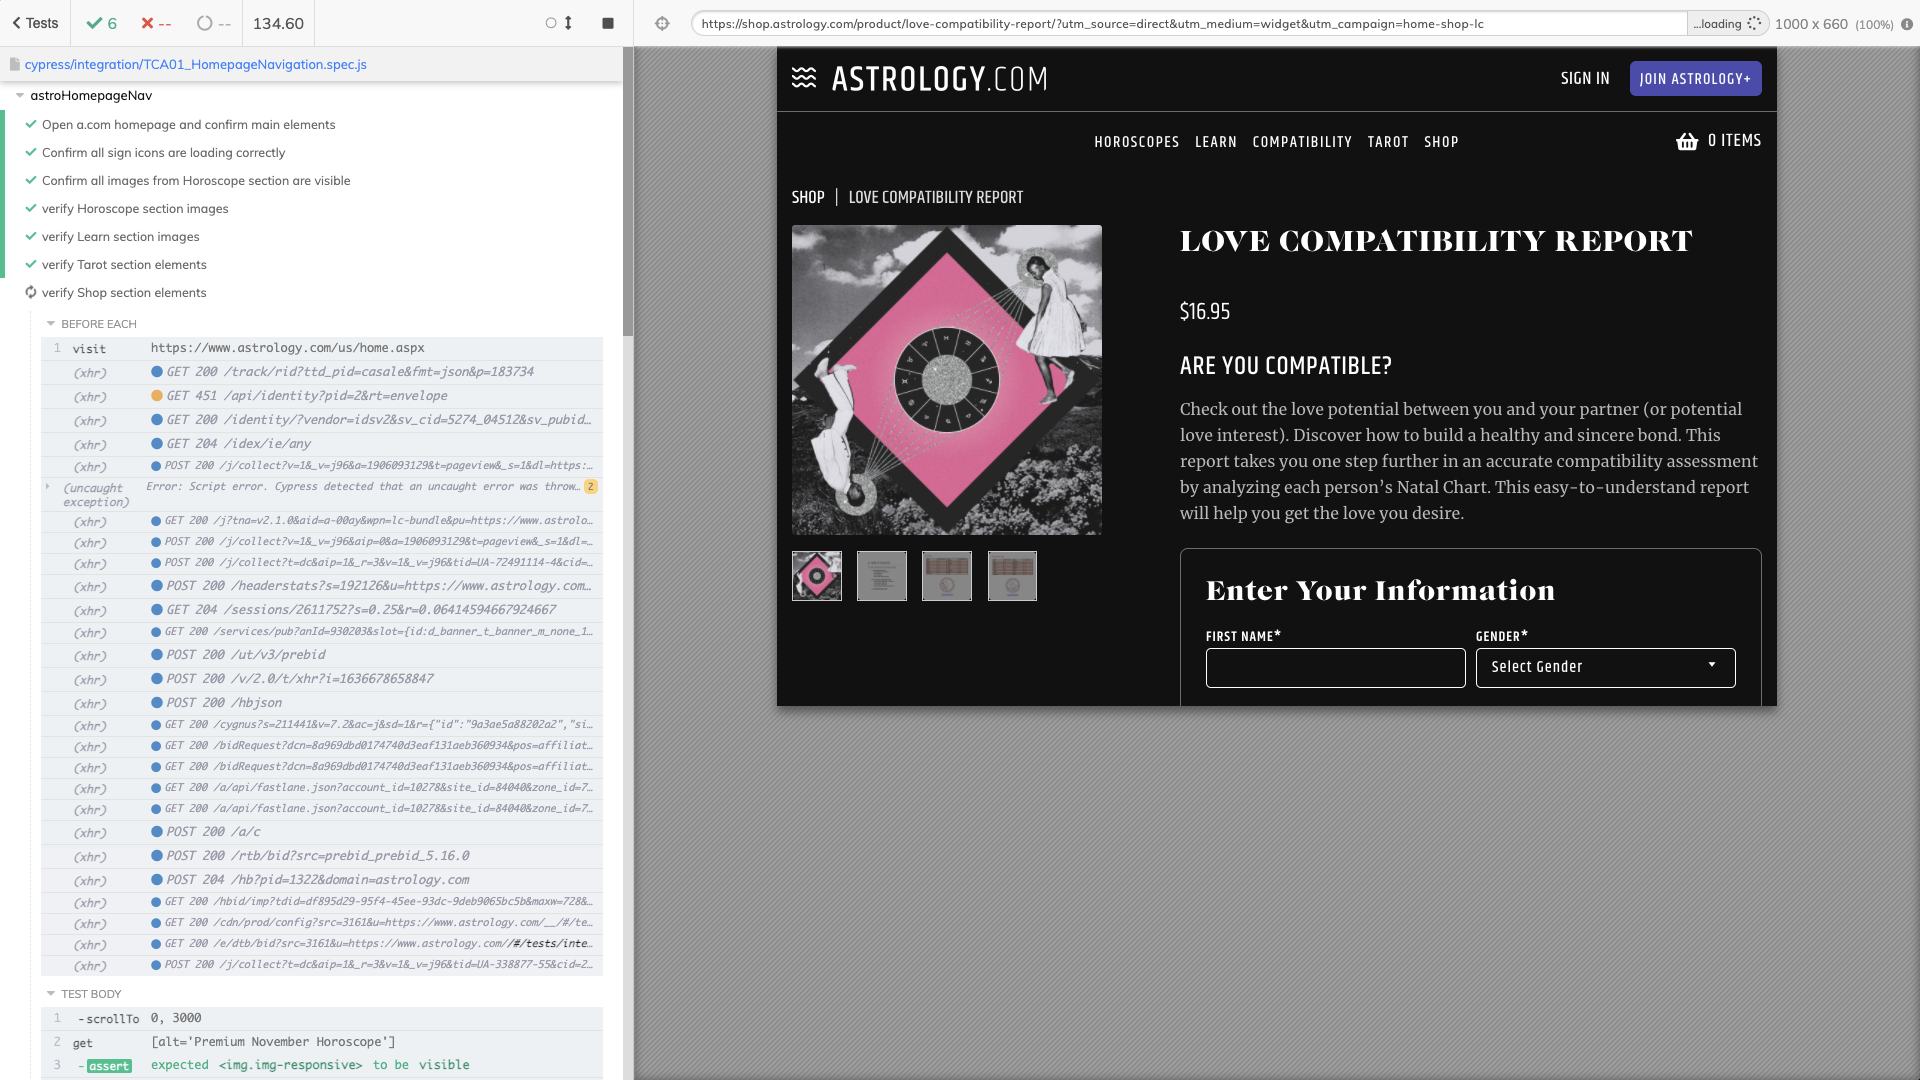 Tests
6
--
--
134.60
cypress/integration/TCA01_HomepageNavigation.spec.js
astroHomepageNav
Open a.com homepage and confirm main elements
Confirm all sign icons are loading correctly
Confirm all images from Horoscope section are visible
verify Horoscope section images
verify Learn section images
verify Tarot section elements
verify Shop section elements
BEFORE EACH
1 visit https://www.astrology.com/us/home.aspx
(xhr) GET 200 /track/rid?ttd_pid=casale&fmt=json&p=183734
(xhr) GET 451 /api/identity?pid=2&rt=envelope
(xhr) GET 200 /identity/?vendor=idsv2&sv_cid=5274_04512&sv_pubid…
(xhr) GET 204 /idex/ie/any
(xhr) POST 200 /j/collect?v=1&_v=j96&a=1906093129&t=pageview&_s=1&dl=https:…
(uncaught exception) Error: Script error. Cypress detected that an uncaught error was throw… 2
(xhr) GET 200 /j?tna=v2.1.0&aid=a-00ay&wpn=lc-bundle&pu=https://www.astrolo…
(xhr) POST 200 /j/collect?v=1&_v=j96&aip=0&a=1906093129&t=pageview&_s=1&dl=…
(xhr) POST 200 /j/collect?t=dc&aip=1&_r=3&v=1&_v=j96&tid=UA-72491114-4&cid=…
(xhr) POST 200 /headerstats?s=192126&u=https://www.astrology.com…
(xhr) GET 204 /sessions/2611752?s=0.25&r=0.06414594667924667
(xhr) GET 200 /services/pub?anId=930203&slot={id:d_banner_t_banner_m_none_1…
(xhr) POST 200 /ut/v3/prebid
(xhr) POST 200 /v/2.0/t/xhr?i=1636678658847
(xhr) POST 200 /hbjson
(xhr) GET 200 /cygnus?s=211441&v=7.2&ac=j&sd=1&r={"id":"9a3ae5a88202a2","si…
(xhr) GET 200 /bidRequest?dcn=8a969dbd0174740d3eaf131aeb360934&pos=affiliat…
(xhr) GET 200 /bidRequest?dcn=8a969dbd0174740d3eaf131aeb360934&pos=affiliat…
(xhr) GET 200 /a/api/fastlane.json?account_id=10278&site_id=84040&zone_id=7…
(xhr) GET 200 /a/api/fastlane.json?account_id=10278&site_id=84040&zone_id=7…
(xhr) POST 200 /a/c
(xhr) POST 200 /rtb/bid?src=prebid_prebid_5.16.0
(xhr) POST 204 /hb?pid=1322&domain=astrology.com
(xhr) GET 200 /hbid/imp?tdid=df895d29-95f4-45ee-93dc-9deb9065bc5b&maxw=728&…
(xhr) GET 200 /cdn/prod/config?src=3161&u=https://www.astrology.com/__/#/te…
(xhr) GET 200 /e/dtb/bid?src=3161&u=https://www.astrology.com//#/tests/inte…
(xhr) POST 200 /j/collect?t=dc&aip=1&_r=3&v=1&_v=j96&tid=UA-338877-55&cid=2…
TEST BODY
1 -scrollTo 0, 3000
2 get [alt='Premium November Horoscope']
3 -assert expected <img.img-responsive> to be visible
https://shop.astrology.com/product/love-compatibility-report/?utm_source=direct&utm_medium=widget&utm_campaign=home-shop-lc
...loading
1000 x 660 (100%)
ASTROLOGY.COM
SIGN IN
JOIN ASTROLOGY+
HOROSCOPES LEARN COMPATIBILITY TAROT SHOP
0 ITEMS
SHOP | LOVE COMPATIBILITY REPORT
LOVE COMPATIBILITY REPORT
$16.95
ARE YOU COMPATIBLE?
Check out the love potential between you and your partner (or potential
love interest). Discover how to build a healthy and sincere bond. This
report takes you one step further in an accurate compatibility assessment
by analyzing each person’s Natal Chart. This easy-to-understand report
will help you get the love you desire.
Enter Your Information
FIRST NAME*
GENDER*
Select Gender